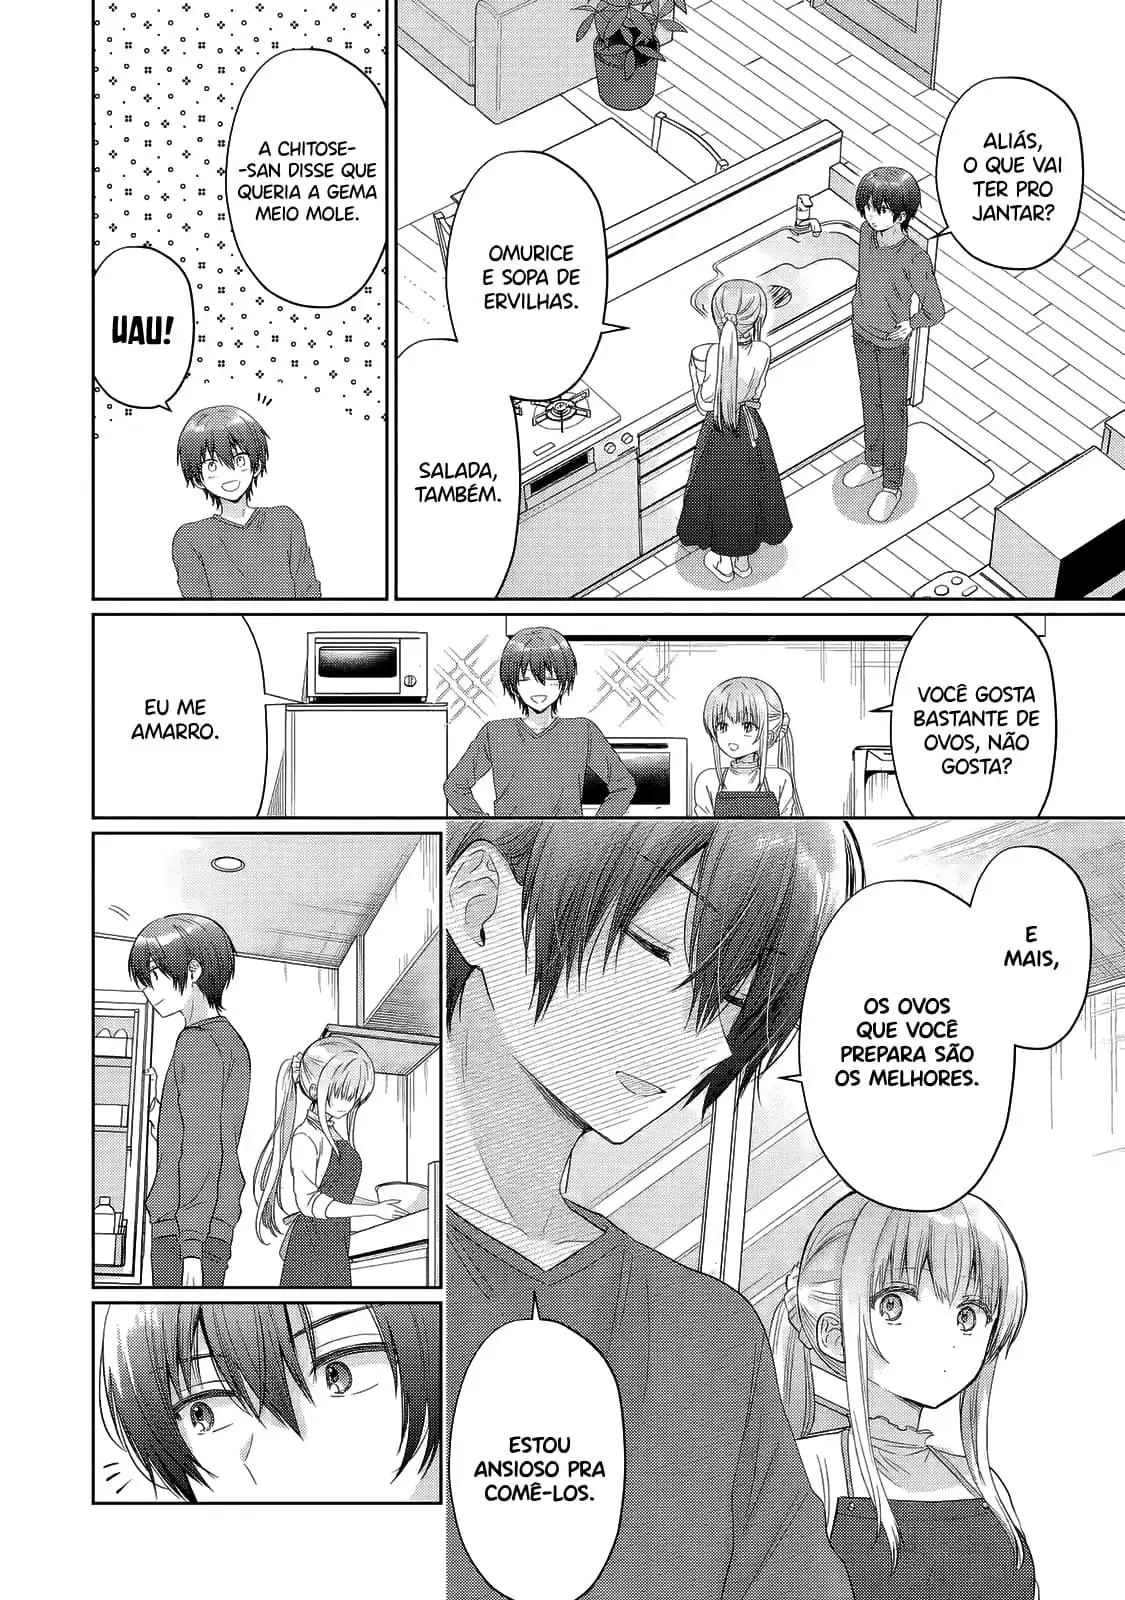 ALIÁS,
O QUE VAI
TER PRO
JANTAR?
OMURICE
E SOPA DE
ERVILHAS.
SALADA,
TAMBÉM.
A CHITOSE-
-SAN DISSE QUE
QUERIA A GEMA
MEIO MOLE.
UAU!
VOCÊ GOSTA
BASTANTE DE
OVOS, NÃO
GOSTA?
EU ME
AMARRO.
E
MAIS,
OS OVOS
QUE VOCÊ
PREPARA SÃO
OS MELHORES.
ESTOU
ANSIOSO PRA
COMÊ-LOS.